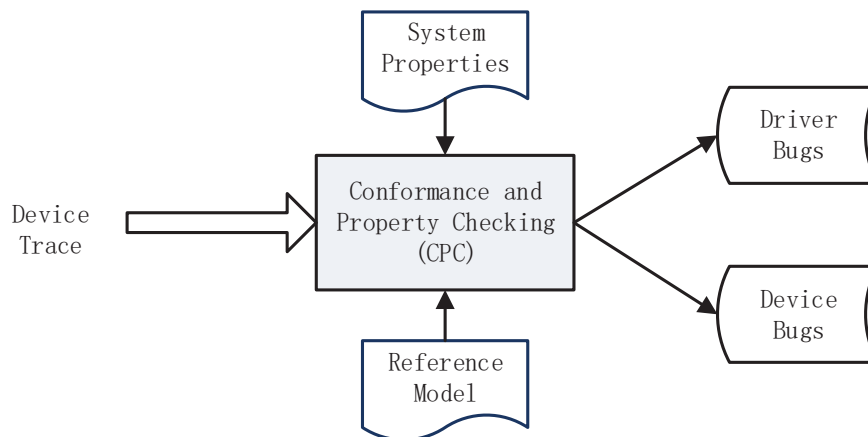 System
Properties
Driver
Bugs
Conformance and
Property Checking
(CPC)
Device
Trace
Device
Bugs
Reference
Model